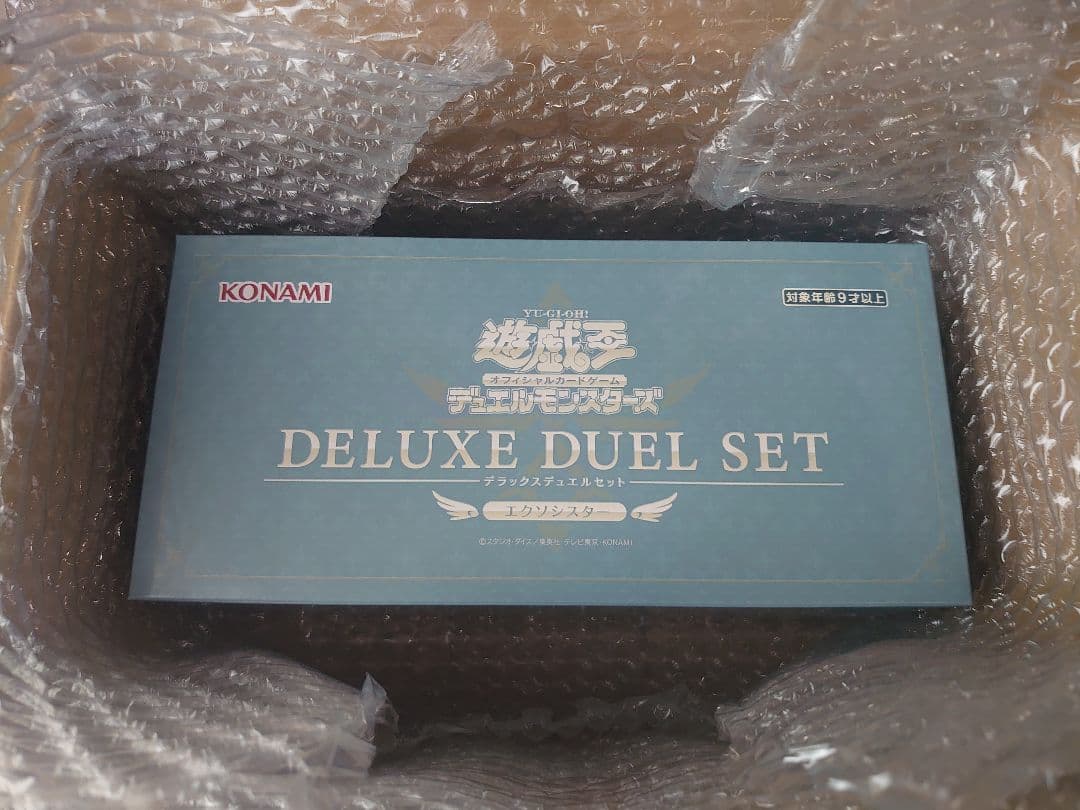 KONAMI
対象年齢9才以上
YU-GI-OH!
遊戯王
オフィシャルカードゲーム
デュエルモンスターズ
DELUXE DUEL SET
デラックスデュエルセット
エクソシスター
©スタジオ・ダイス/集英社・テレビ東京・KONAMI